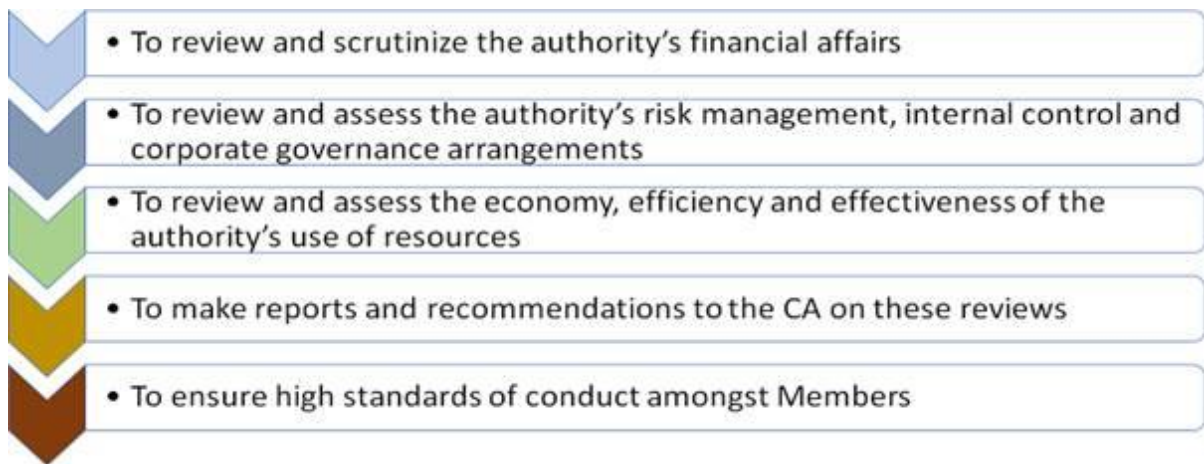 • To review and scrutinize the authority's financial affairs
• To review and assess the authority's risk management, internal control and
corporate governance arrangements
• To review and assess the economy, efficiency and effectiveness of the
authority's use of resources
• To make reports and recommendations to the CA on these reviews
• To ensure high standards of conduct amongst Members